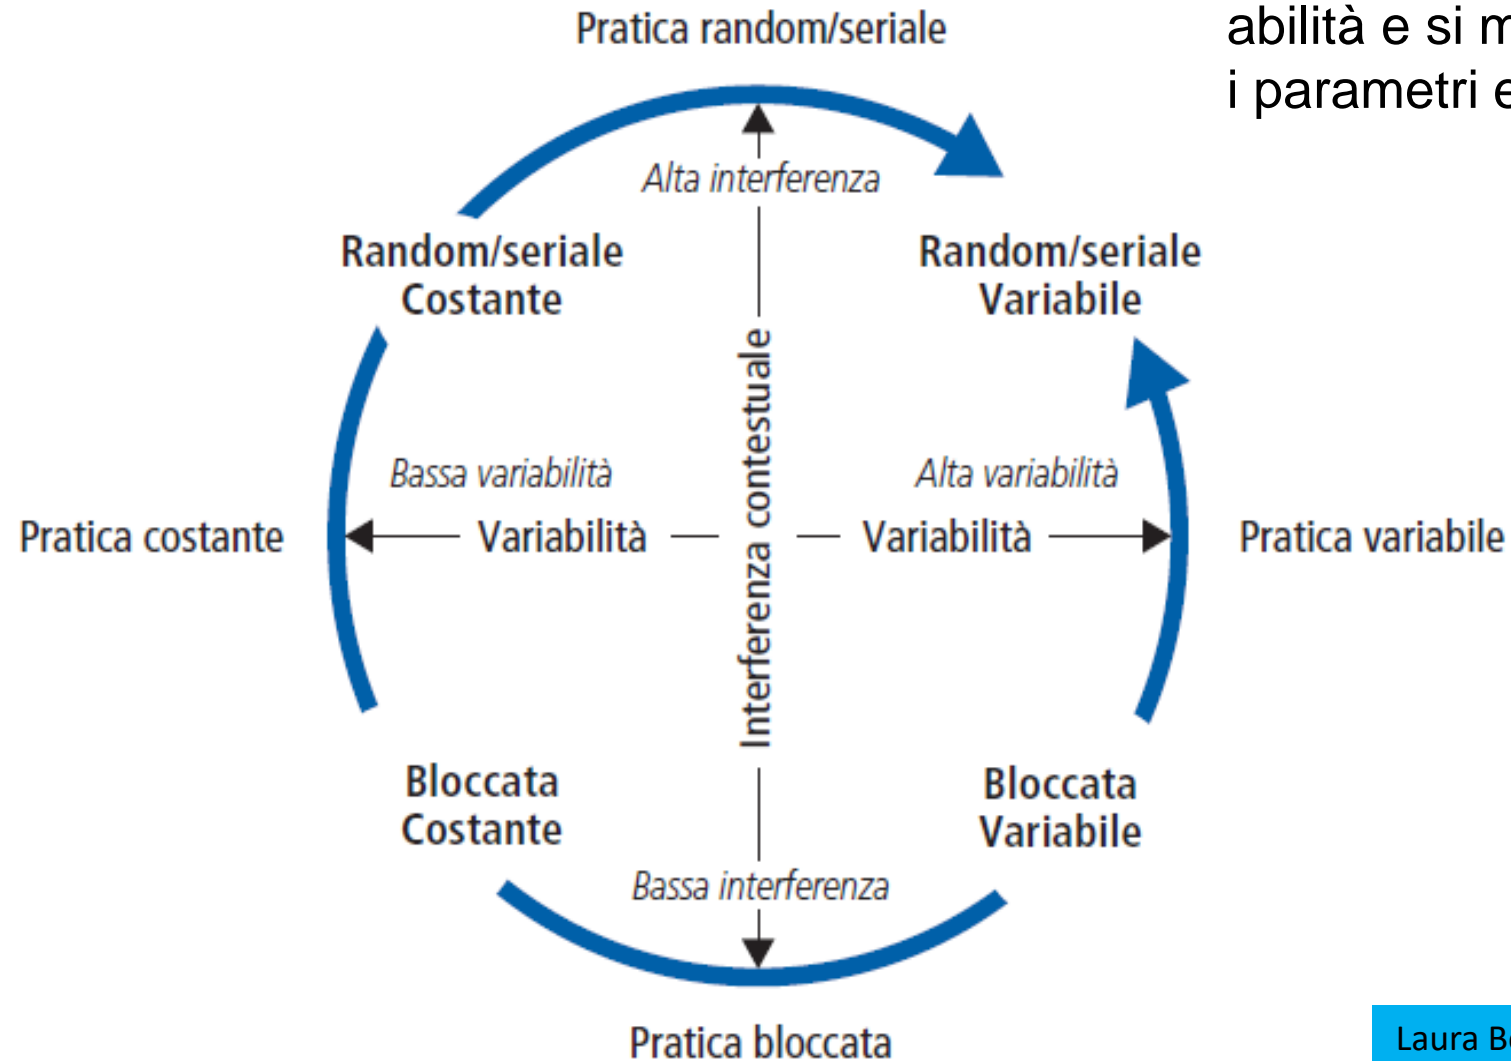 Pratica random/seriale
abilità e si
i parametri
Alta interferenza
Random/seriale
Costante
Random/seriale
Variabile
Interferenza contestuale
Bassa variabilità
Alta variabilità
Pratica costante
Variabilità
Variabilità
Pratica variabile
Bloccata
Costante
Bloccata
Variabile
Bassa interferenza
Pratica bloccata
Laura